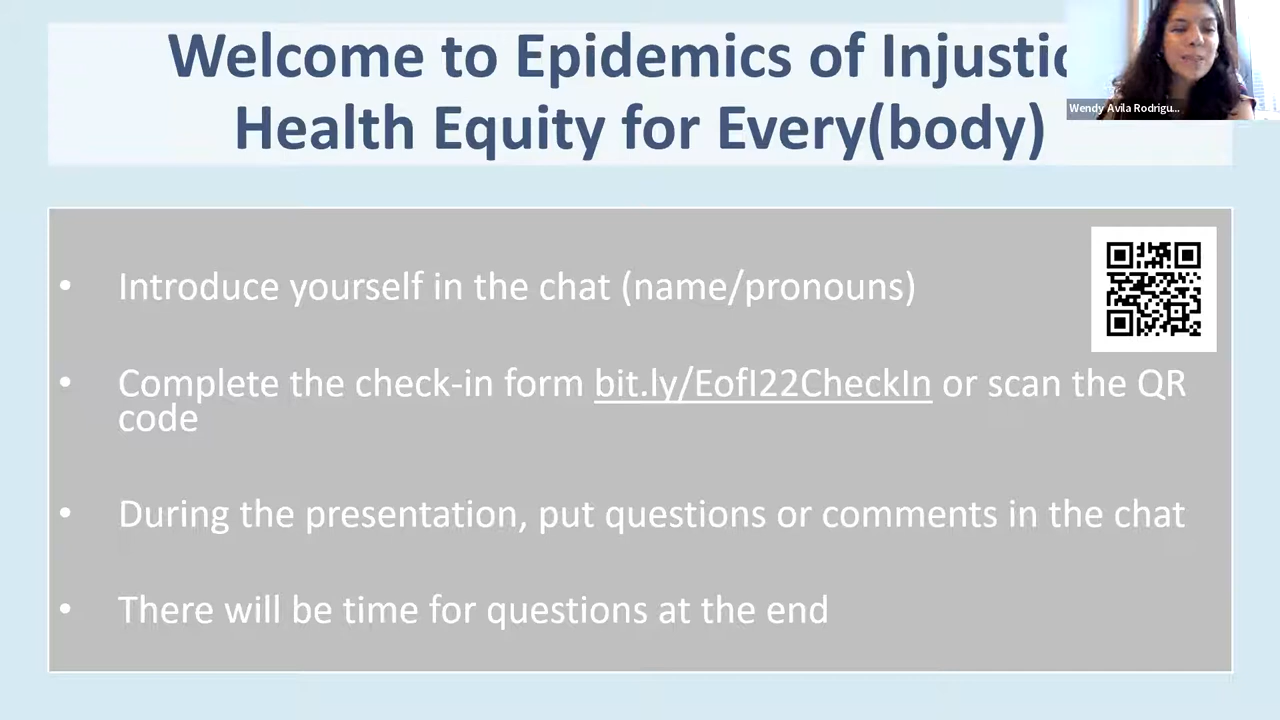 Welcome to Epidemics of Injustic
Health Equity for Every(body)
Wendy Avila Rodrigu...
• Introduce yourself in the chat (name/pronouns)
• Complete the check-in form bit.ly/EofI22CheckIn or scan the QR
code
• During the presentation, put questions or comments in the chat
• There will be time for questions at the end